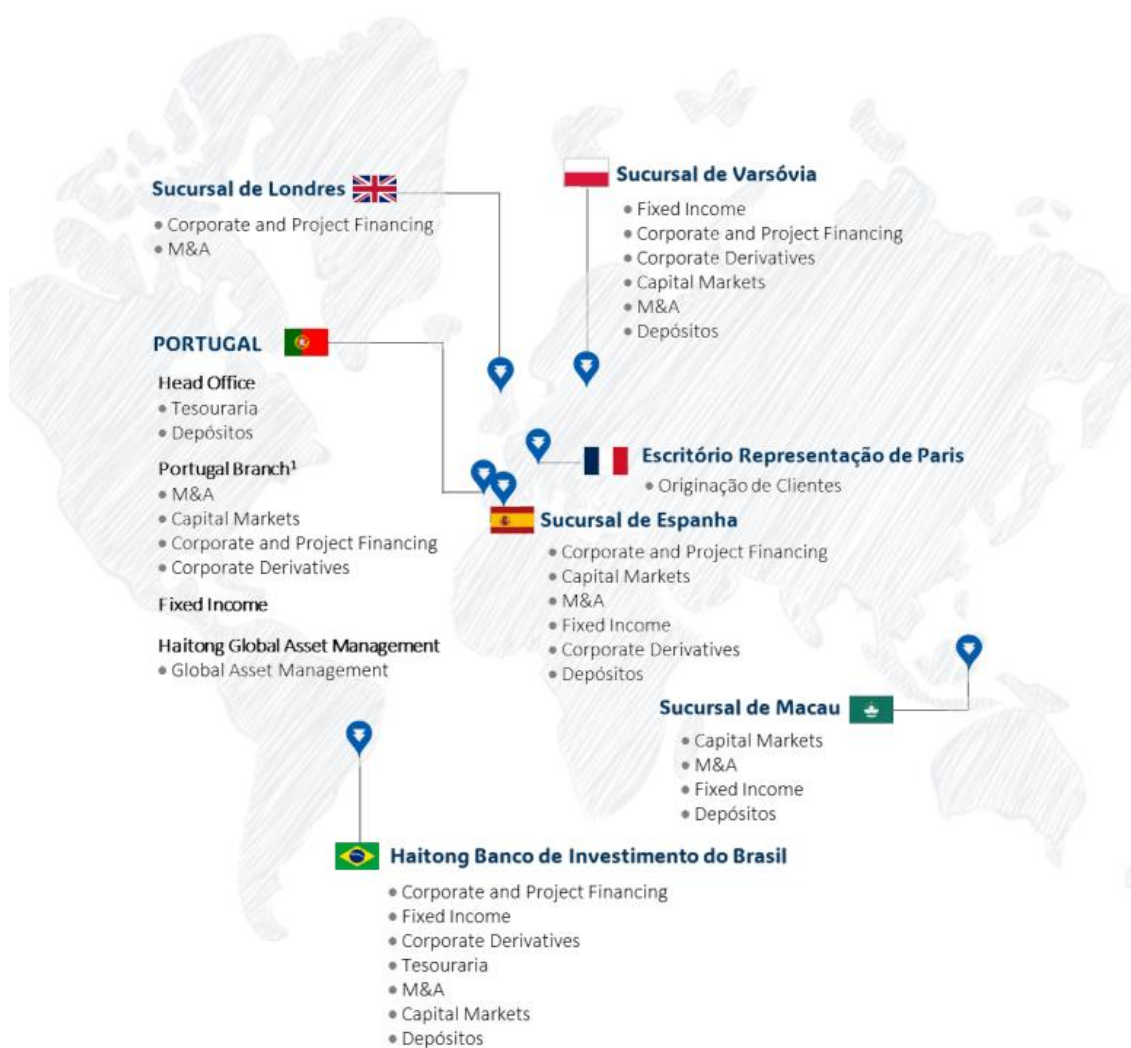 Sucursal de Londres
• Corporate and Project Financing
• M&A
Sucursal de Varsóvia
• Fixed Income
• Corporate and Project Financing
• Corporate Derivatives
• Capital Markets
• M&A
• Depósitos
PORTUGAL
Head Office
• Tesouraria
• Depósitos
Portugal Branch¹
• M&A
• Capital Markets
• Corporate and Project Financing
• Corporate Derivatives
Fixed Income
Haitong Global Asset Management
• Global Asset Management
Escritório Representação de Paris
• Originação de Clientes
Sucursal de Espanha
• Corporate and Project Financing
• Capital Markets
• M&A
• Fixed Income
• Corporate Derivatives
• Depósitos
Sucursal de Macau
• Capital Markets
• M&A
• Fixed Income
• Depósitos
Haitong Banco de Investimento do Brasil
• Corporate and Project Financing
• Fixed Income
• Corporate Derivatives
• Tesouraria
• M&A
• Capital Markets
• Depósitos